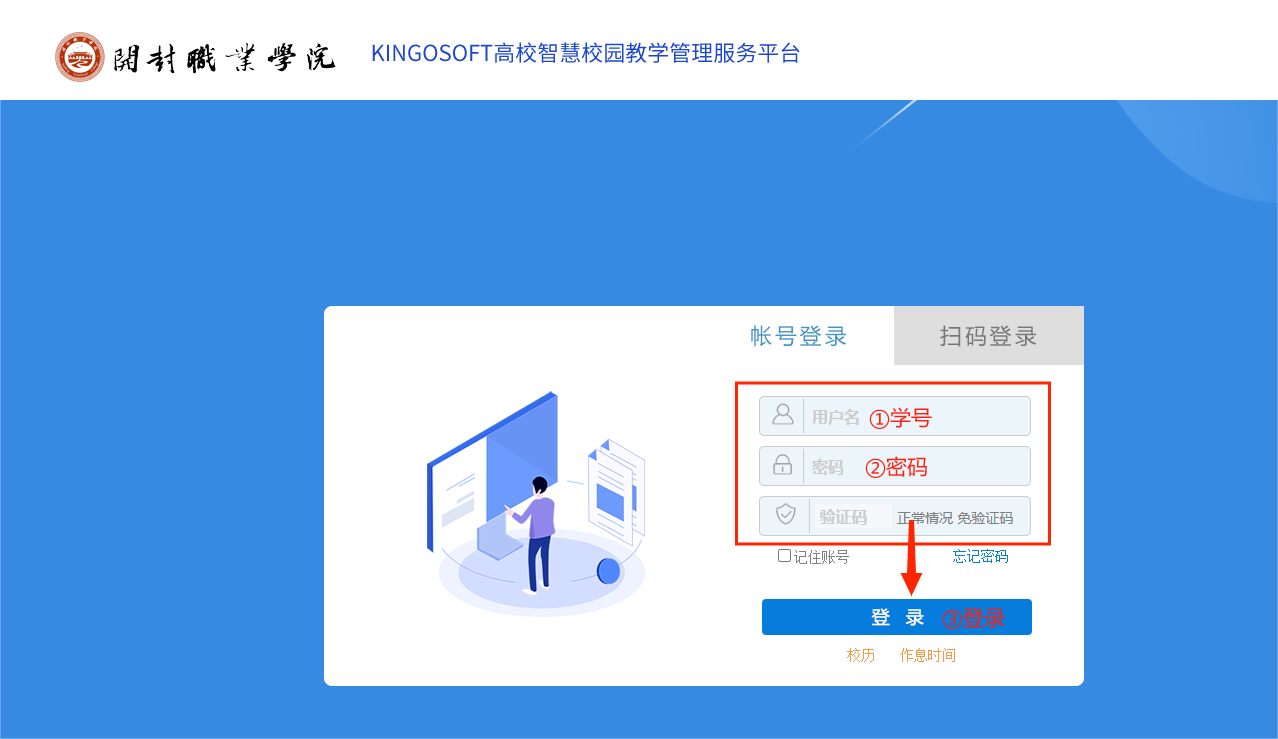 開封職業學院
KINGOSOFT高校智慧校园教学管理服务平台
帐号登录 扫码登录
用户名 ①学号
密码 ②密码
验证码 正常情况 免验证码
记住账号 忘记密码
登 录 ③登录
校历 作息时间